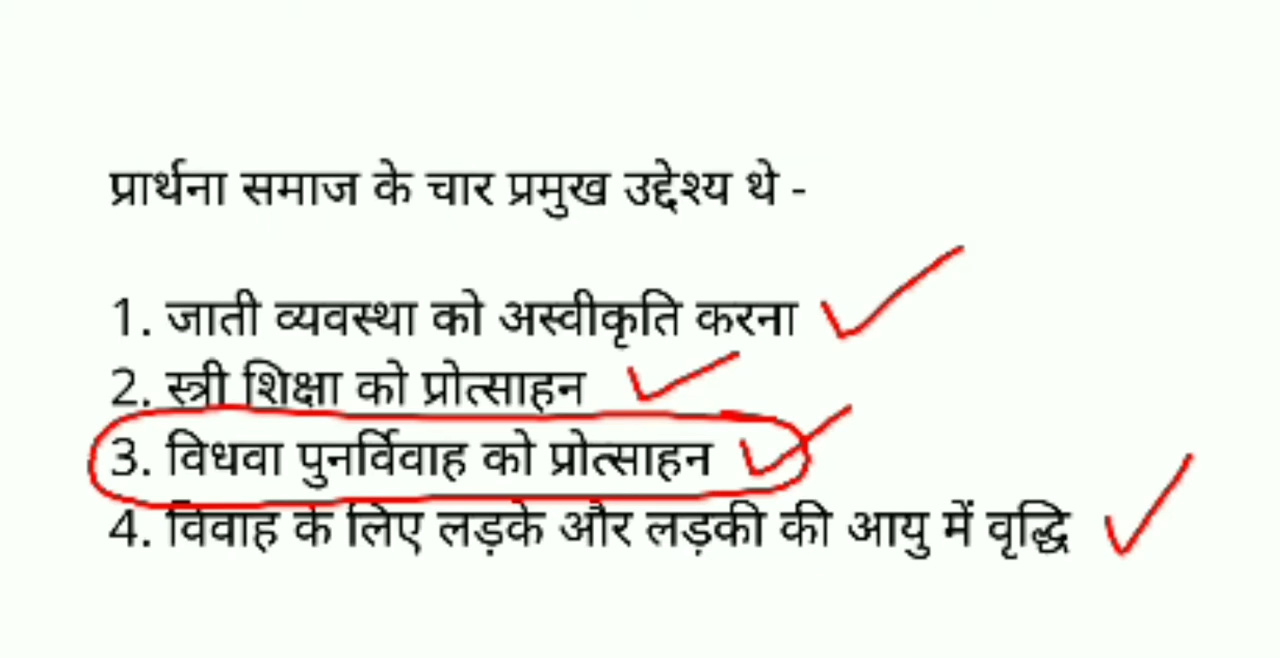 प्रार्थना समाज के चार प्रमुख उद्देश्य थे -
1. जाती व्यवस्था को अस्वीकृति करना
2. स्त्री शिक्षा को प्रोत्साहन
3. विधवा पुनर्विवाह को प्रोत्साहन
4. विवाह के लिए लड़के और लड़की की आयु में वृद्धि